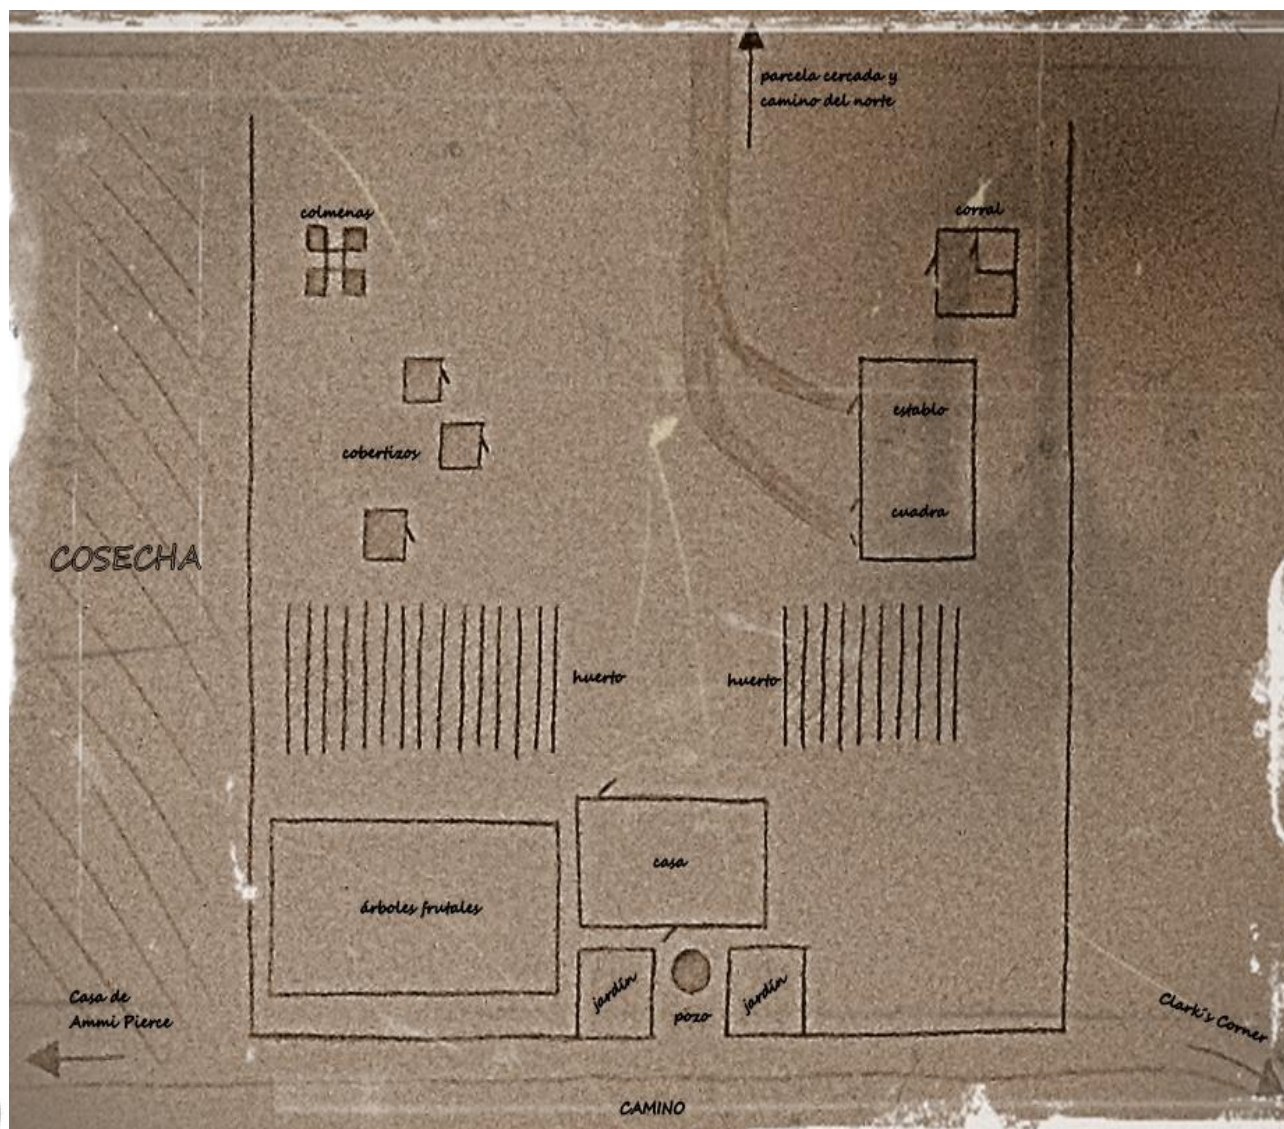 parcela cercada y
camino del norte
colmenas
corral
establo
cobertizos
cuadra
COSECHA
huerto
huerto
casa
árboles frutales
jardín
jardín
pozo
Casa de
Ammi Pierce
Clark's Corner
CAMINO